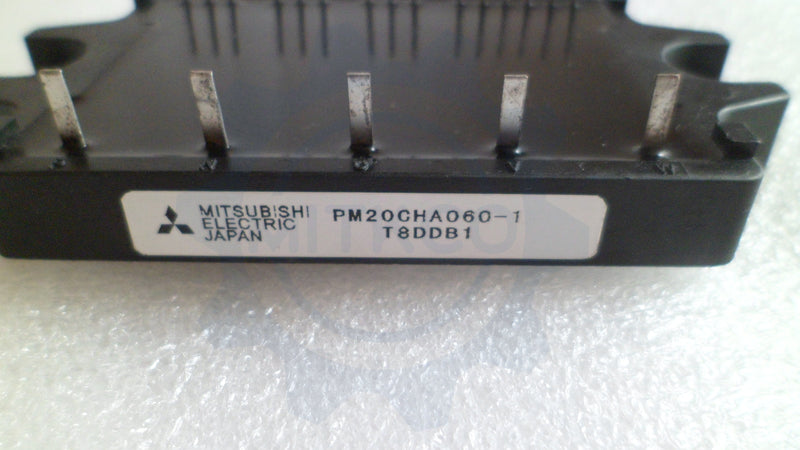 MITSUBISHI
ELECTRIC
JAPAN
PM20CHA060-1
T8DDB1